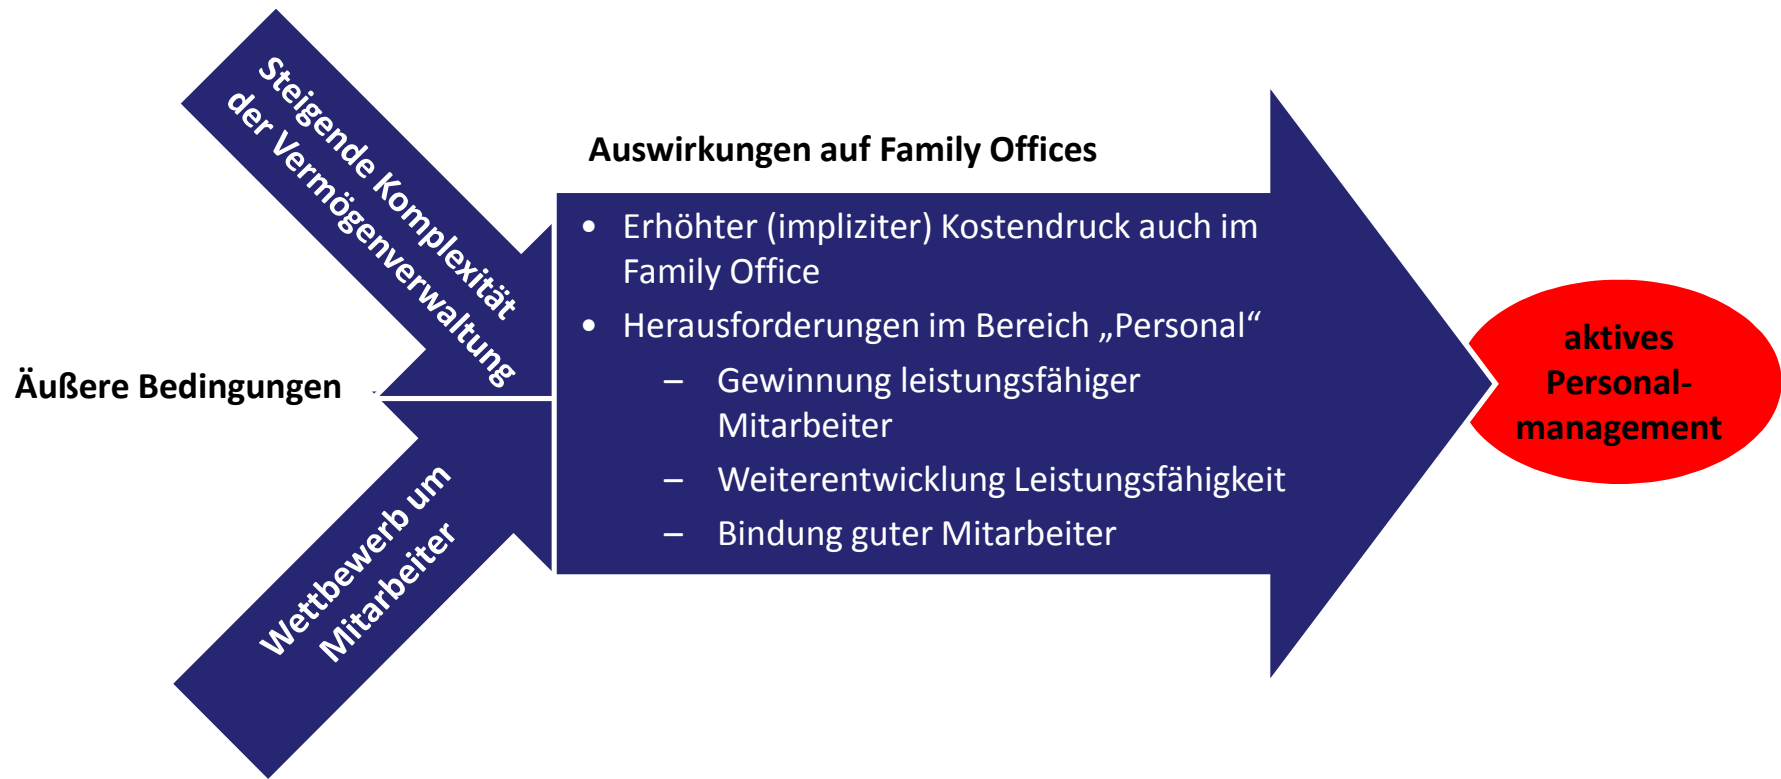 Steigende Komplexität
der Vermögenverwaltung
Äußere Bedingungen
Wettbewerb um
Mitarbeiter
Auswirkungen auf Family Offices
• Erhöhter (impliziter) Kostendruck auch im
Family Office
• Herausforderungen im Bereich „Personal“
– Gewinnung leistungsfähiger
Mitarbeiter
– Weiterentwicklung Leistungsfähigkeit
– Bindung guter Mitarbeiter
aktives
Personal-
management